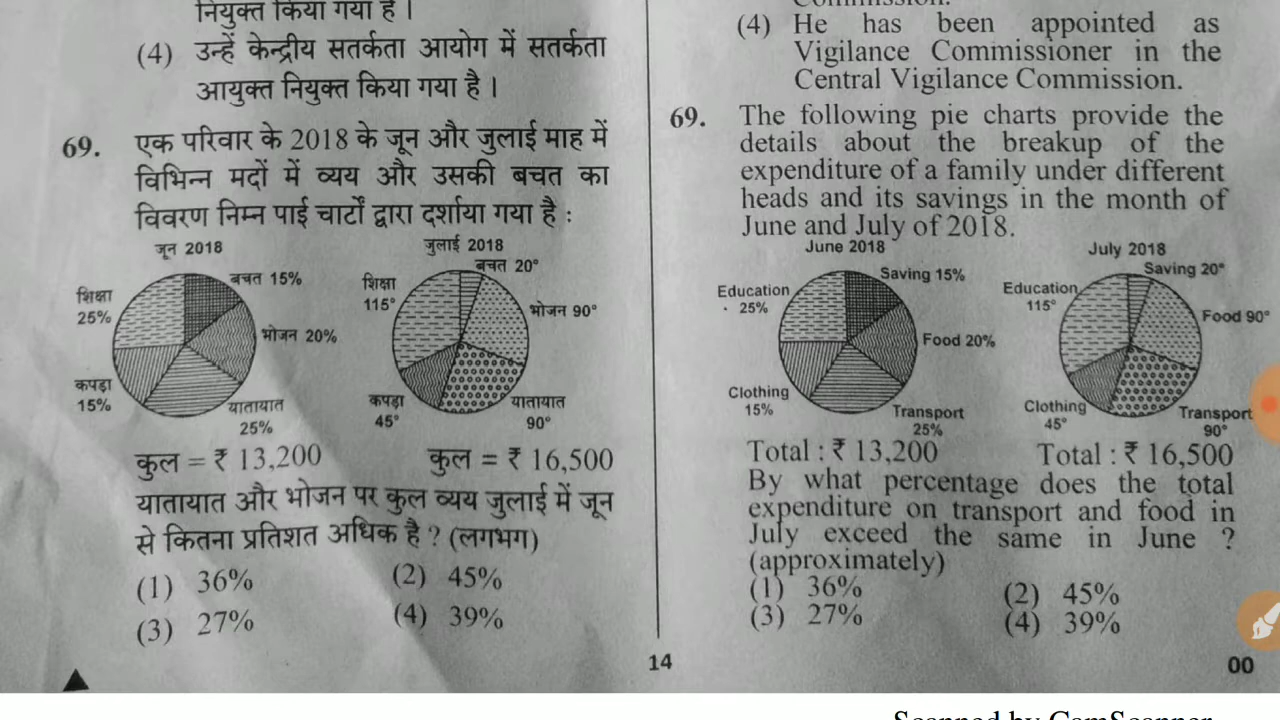 नियुक्त किया गया है ।
(4) उन्हें केन्द्रीय सतर्कता आयोग में सतर्कता
आयुक्त नियुक्त किया गया है ।
69. एक परिवार के 2018 के जून और जुलाई माह में
विभिन्न मदों में व्यय और उसकी बचत का
विवरण निम्न पाई चार्टों द्वारा दर्शाया गया है :
जून 2018
बचत 15%
शिक्षा
25%
भोजन 20%
कपड़ा
15%
यातायात
25%
कुल = ₹ 13,200
जुलाई 2018
बचत 20°
शिक्षा
115°
भोजन 90°
कपड़ा
45°
यातायात
90°
कुल = ₹ 16,500
यातायात और भोजन पर कुल व्यय जुलाई में जून
से कितना प्रतिशत अधिक है ? (लगभग)
(1) 36%
(2) 45%
(3) 27%
(4) 39%
Commission.
(4) He has been appointed as
Vigilance Commissioner in the
Central Vigilance Commission.
69. The following pie charts provide the
details about the breakup of the
expenditure of a family under different
heads and its savings in the month of
June and July of 2018.
June 2018
Saving 15%
Education
25%
Food 20%
Clothing
15%
Transport
25%
Total : ₹ 13,200
July 2018
Saving 20°
Education
115°
Food 90°
Clothing
45°
Transport
90°
Total : ₹ 16,500
By what percentage does the total
expenditure on transport and food in
July exceed the same in June ?
(approximately)
(1) 36%
(2) 45%
(3) 27%
(4) 39%
14
00
Scanned by CamScanner